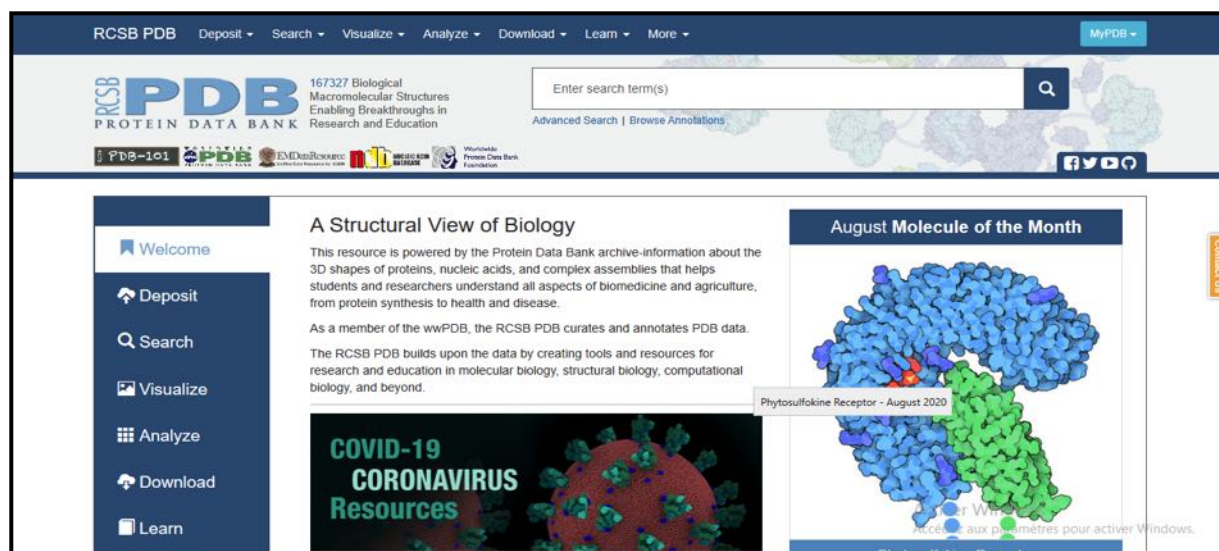 RCSB PDB Deposit Search Visualize Analyze Download Learn More MyPDB
RCSB
PDB
PROTEIN DATA BANK
167327 Biological
Macromolecular Structures
Enabling Breakthroughs in
Research and Education
Enter search term(s)
Advanced Search | Browse Annotations
PDB-101
PDB
EMDataResource
Worldwide
Protein Data Bank
Foundation
Contact Us
Welcome
Deposit
Search
Visualize
Analyze
Download
Learn
A Structural View of Biology
This resource is powered by the Protein Data Bank archive-information about the
3D shapes of proteins, nucleic acids, and complex assemblies that helps
students and researchers understand all aspects of biomedicine and agriculture,
from protein synthesis to health and disease.
As a member of the wwPDB, the RCSB PDB curates and annotates PDB data.
The RCSB PDB builds upon the data by creating tools and resources for
research and education in molecular biology, structural biology, computational
biology, and beyond.
COVID-19
CORONAVIRUS
Resources
August Molecule of the Month
Phytosulfokine Receptor - August 2020
Accédez aux paramètres pour activer Windows.